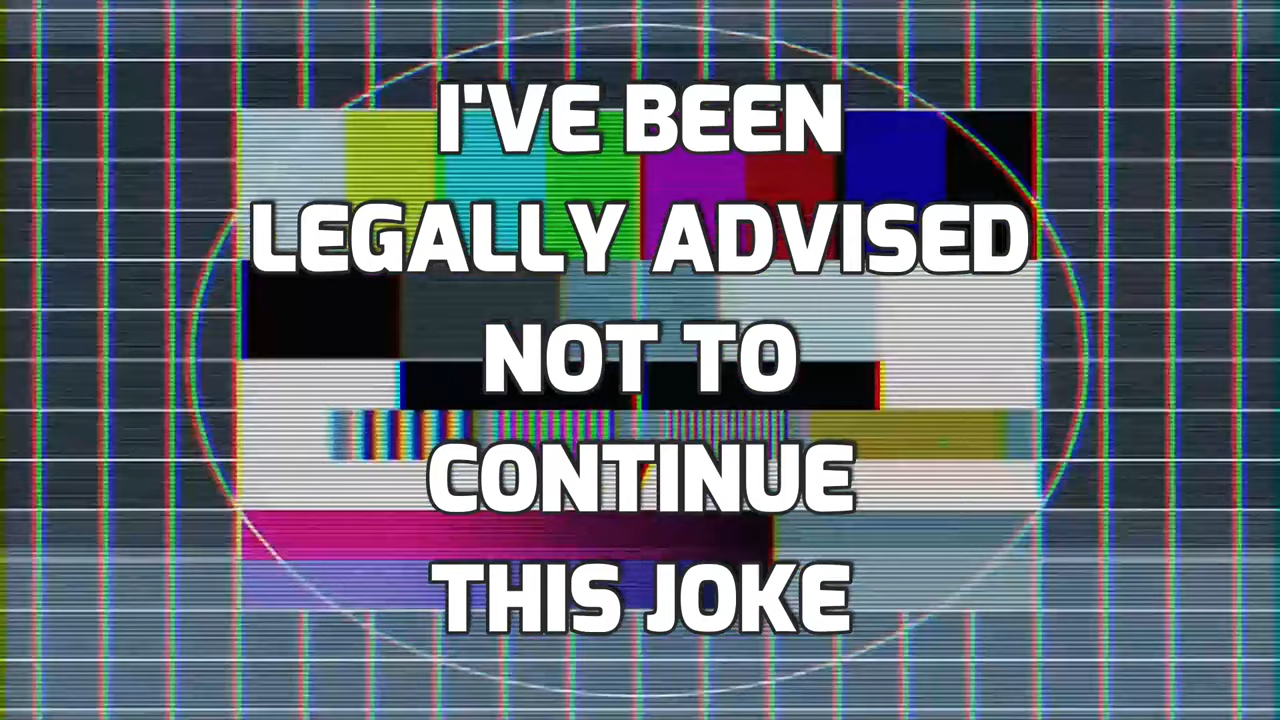 I'VE BEEN
LEGALLY ADVISED
NOT TO
CONTINUE
THIS JOKE